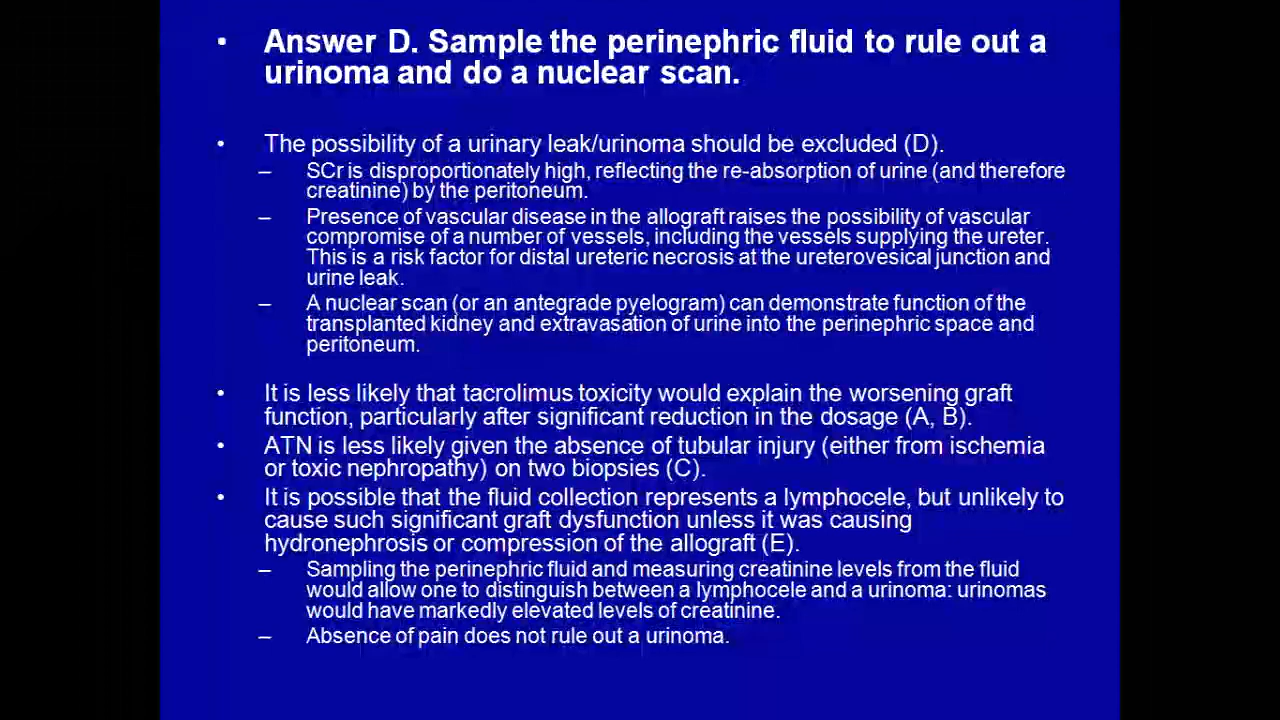 • Answer D. Sample the perinephric fluid to rule out a
urinoma and do a nuclear scan.
• The possibility of a urinary leak/urinoma should be excluded (D).
– SCr is disproportionately high, reflecting the re-absorption of urine (and therefore
creatinine) by the peritoneum.
– Presence of vascular disease in the allograft raises the possibility of vascular
compromise of a number of vessels, including the vessels supplying the ureter.
This is a risk factor for distal ureteric necrosis at the ureterovesical junction and
urine leak.
– A nuclear scan (or an antegrade pyelogram) can demonstrate function of the
transplanted kidney and extravasation of urine into the perinephric space and
peritoneum.
• It is less likely that tacrolimus toxicity would explain the worsening graft
function, particularly after significant reduction in the dosage (A, B).
• ATN is less likely given the absence of tubular injury (either from ischemia
or toxic nephropathy) on two biopsies (C).
• It is possible that the fluid collection represents a lymphocele, but unlikely to
cause such significant graft dysfunction unless it was causing
hydronephrosis or compression of the allograft (E).
– Sampling the perinephric fluid and measuring creatinine levels from the fluid
would allow one to distinguish between a lymphocele and a urinoma: urinomas
would have markedly elevated levels of creatinine.
– Absence of pain does not rule out a urinoma.